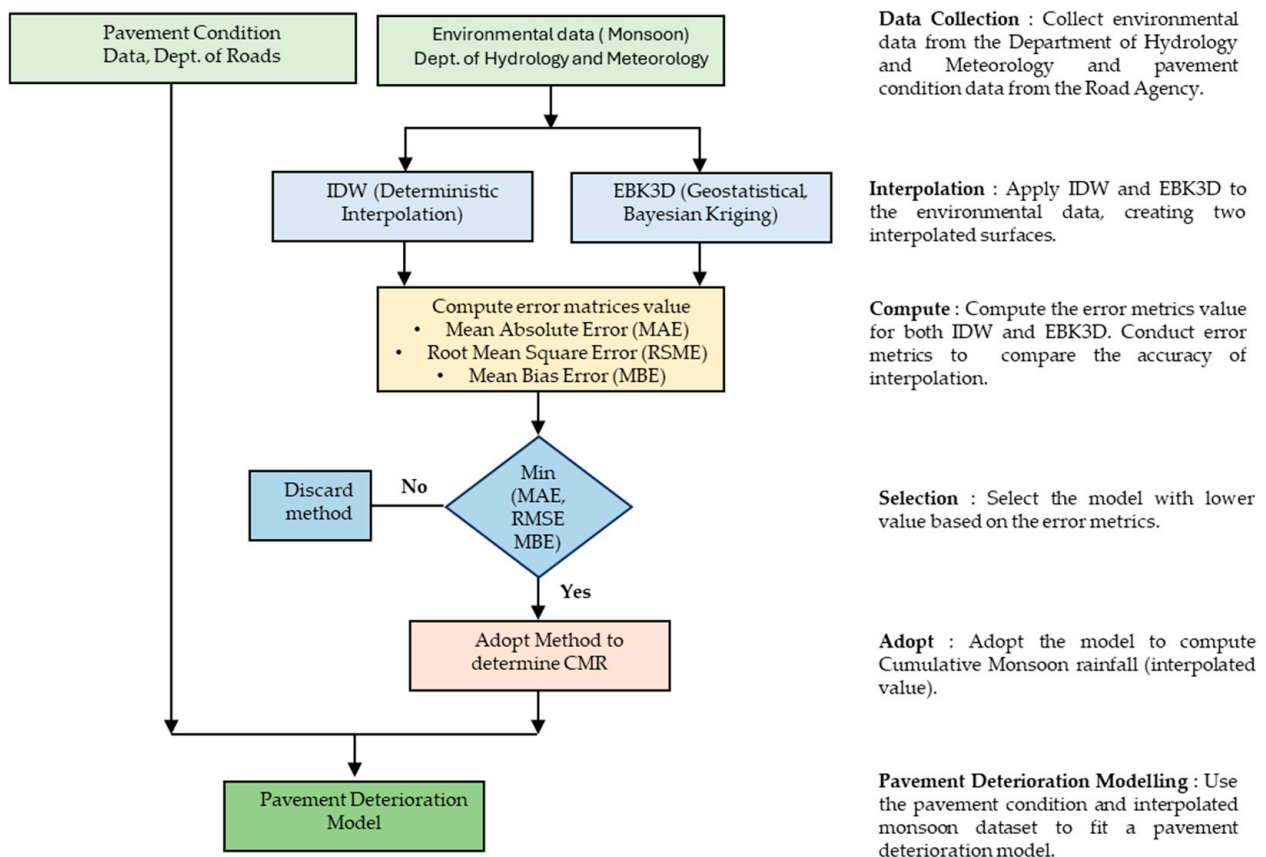 Pavement Condition
Data, Dept. of Roads
Environmental data ( Monsoon)
Dept. of Hydrology and Meteorology
Data Collection : Collect environmental
data from the Department of Hydrology
and Meteorology and pavement
condition data from the Road Agency.
IDW (Deterministic
Interpolation)
EBK3D (Geostatistical,
Bayesian Kriging)
Interpolation : Apply IDW and EBK3D to
the environmental data, creating two
interpolated surfaces.
Compute error matrices value
• Mean Absolute Error (MAE)
• Root Mean Square Error (RSME)
• Mean Bias Error (MBE)
Compute : Compute the error metrics value
for both IDW and EBK3D. Conduct error
metrics to compare the accuracy of
interpolation.
Discard
method
No
Min
(MAE,
RMSE
MBE)
Yes
Selection : Select the model with lower
value based on the error metrics.
Adopt Method to
determine CMR
Adopt : Adopt the model to compute
Cumulative Monsoon rainfall (interpolated
value).
Pavement Deterioration
Model
Pavement Deterioration Modelling : Use
the pavement condition and interpolated
monsoon dataset to fit a pavement
deterioration model.